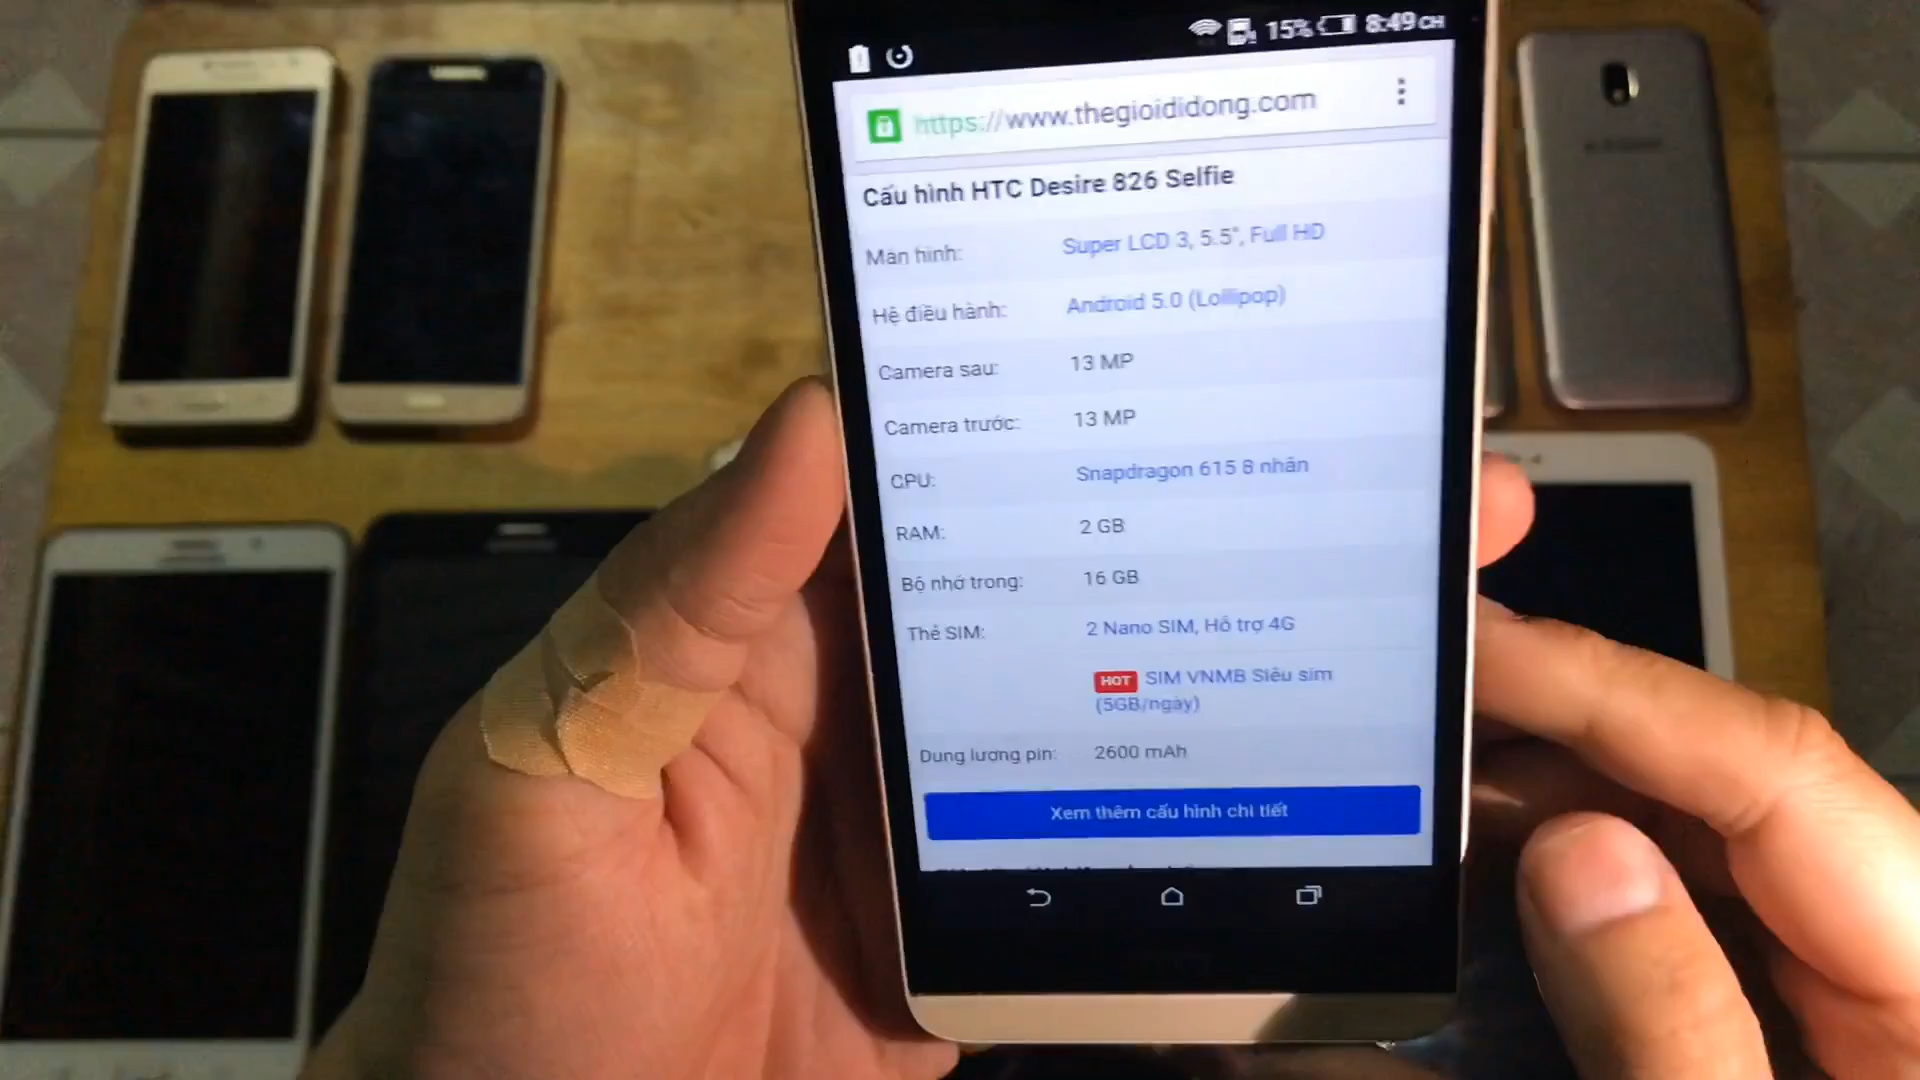 15% 8:49 CH
https://www.thegioididong.com
Cấu hình HTC Desire 826 Selfie
Màn hình: Super LCD 3, 5.5", Full HD
Hệ điều hành: Android 5.0 (Lollipop)
Camera sau: 13 MP
Camera trước: 13 MP
CPU: Snapdragon 615 8 nhân
RAM: 2 GB
Bộ nhớ trong: 16 GB
Thẻ SIM: 2 Nano SIM, Hỗ trợ 4G
HOT SIM VNMB Siêu sim
(5GB/ngày)
Dung lượng pin: 2600 mAh
Xem thêm cấu hình chi tiết